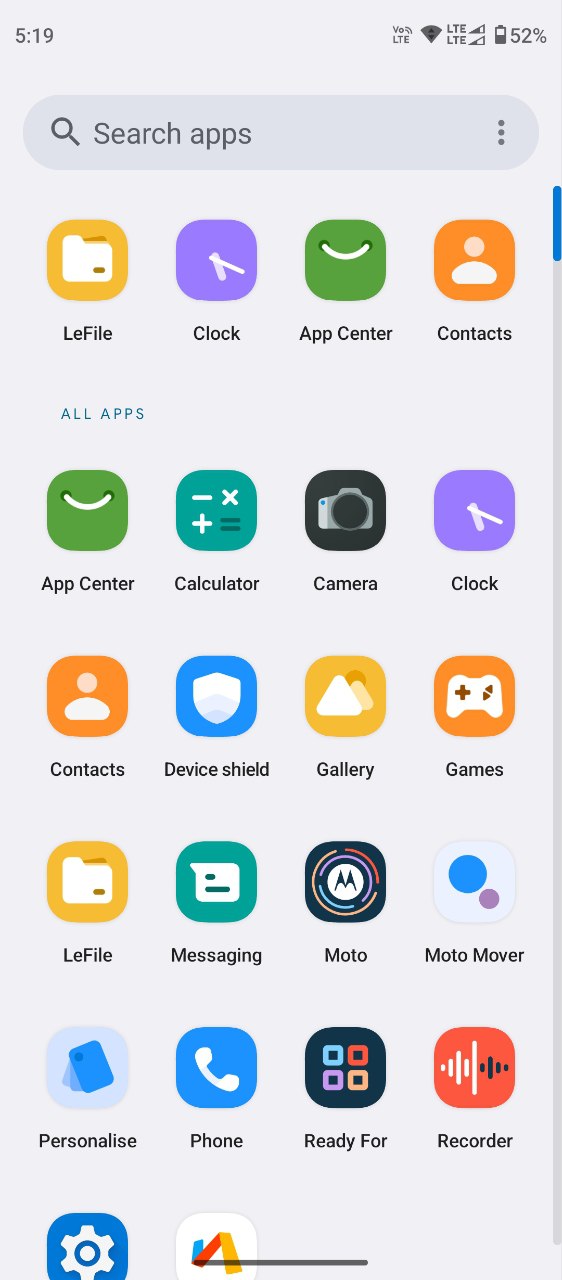 5:19
Vo LTE LTE LTE 52%
Search apps
LeFile Clock App Center Contacts
ALL APPS
App Center Calculator Camera Clock
Contacts Device shield Gallery Games
LeFile Messaging Moto Moto Mover
Personalise Phone Ready For Recorder